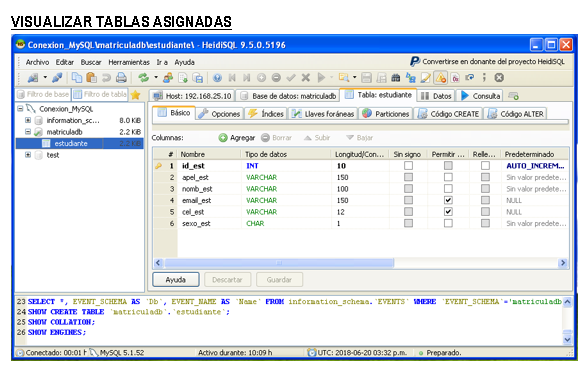 VISUALIZAR TABLAS ASIGNADAS
Conexion_MySQL\matriculadb\estudiante\ - HeidiSQL 9.5.0.5196
Archivo Editar Buscar Herramientas Ir a Ayuda
Convertirse en donante del proyecto HeidiSQL
Filtro de base Filtro de tabla
Host: 192.168.25.10 Base de datos: matriculadb Tabla: estudiante Datos Consulta
Conexion_MySQL
information_sc... 8.0 KiB
matriculadb 2.2 KiB
estudiante 2.2 KiB
test
Básico Opciones Índices Llaves foráneas Particiones Código CREATE Código ALTER
Columnas: Agregar Borrar Subir Bajar
# Nombre Tipo de datos Longitud/Con... Sin signo Permitir ... Relle... Predeterminado
1 id_est INT 10 AUTO_INCREM...
2 apel_est VARCHAR 150 Sin valor predete...
3 nomb_est VARCHAR 100 Sin valor predete...
4 email_est VARCHAR 150 NULL
5 cel_est VARCHAR 12 NULL
6 sexo_est CHAR 1 Sin valor predete...
Ayuda Descartar Guardar
23 SELECT *, EVENT_SCHEMA AS `Db`, EVENT_NAME AS `Name` FROM information_schema.`EVENTS` WHERE `EVENT_SCHEMA`='matriculadb
24 SHOW CREATE TABLE `matriculadb`.`estudiante`;
25 SHOW COLLATION;
26 SHOW ENGINES;
Conectado: 00:01 h MySQL 5.1.52 Activo durante: 10:09 h UTC: 2018-06-20 03:32 p.m. Preparado.